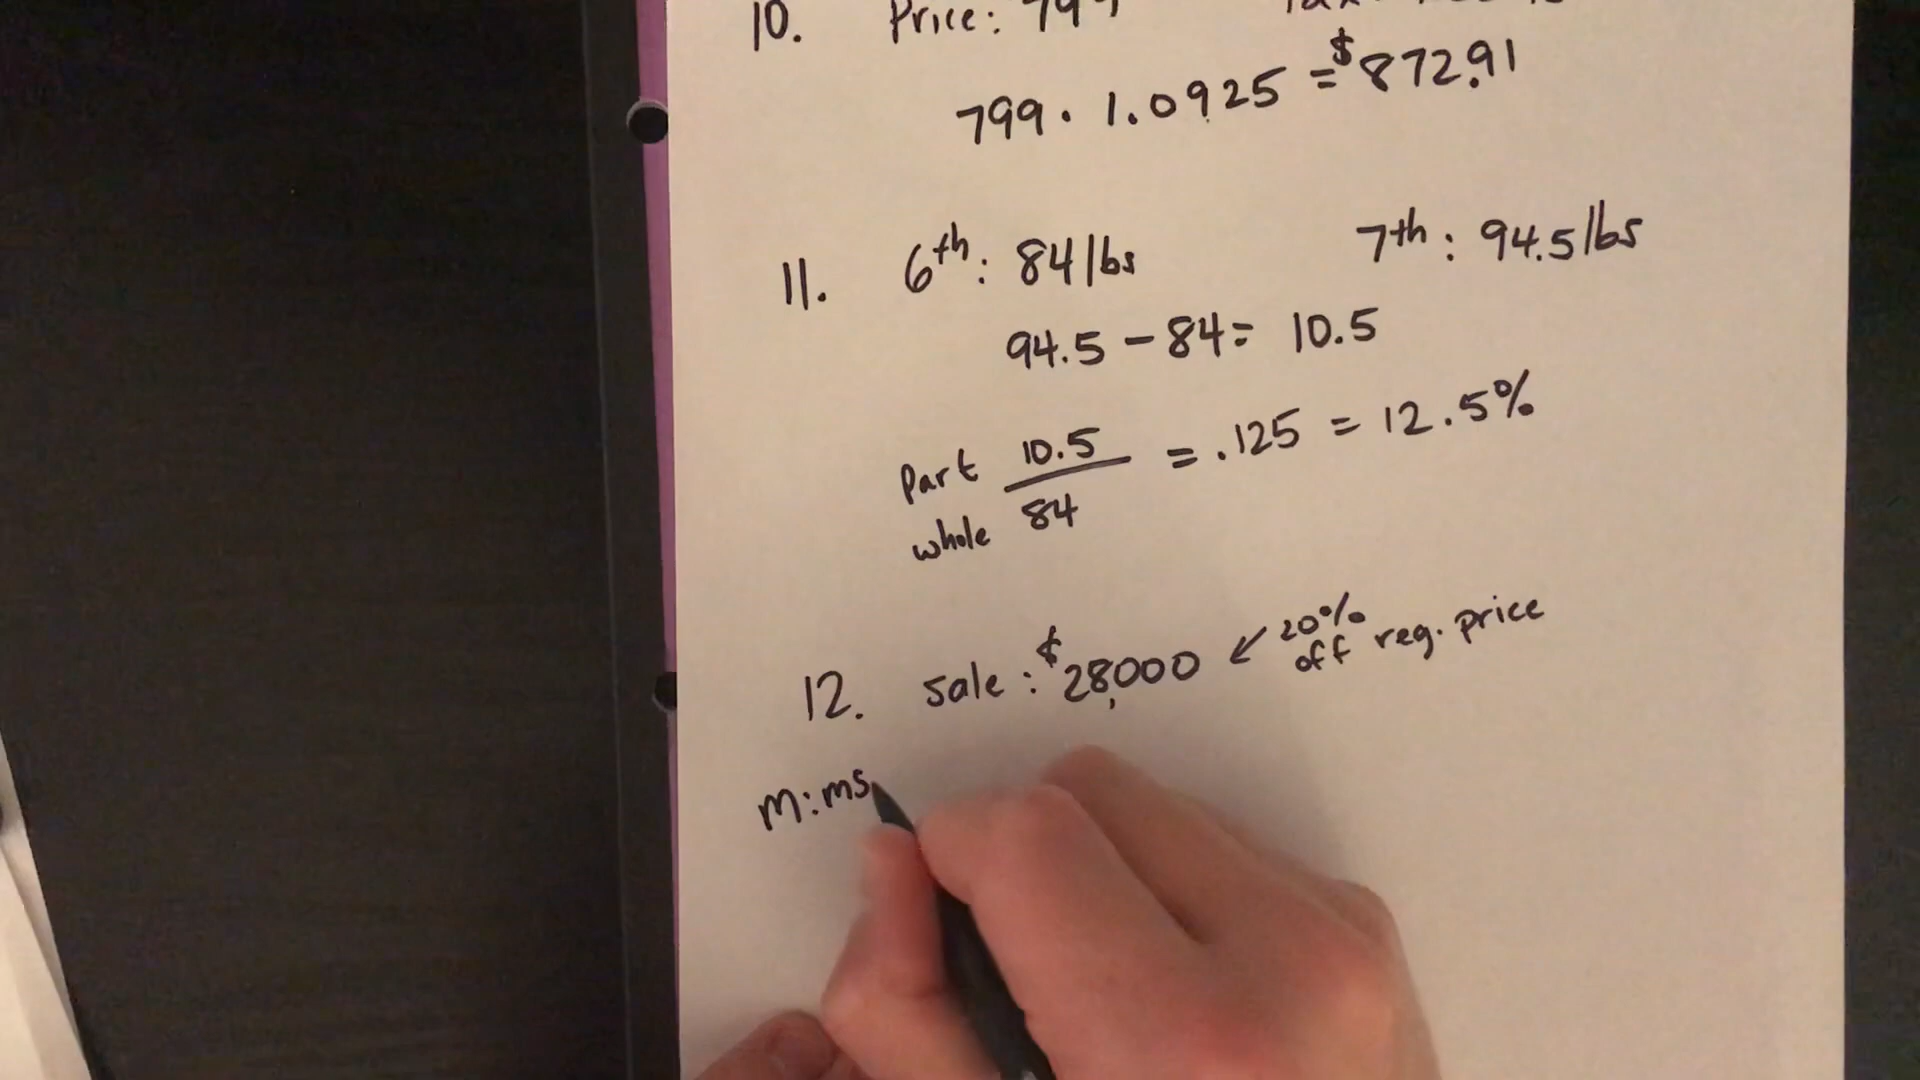 10. Price: 799
799 . 1.0925 = $872.91
11. 6th: 84 lbs 7th: 94.5 lbs
94.5 - 84 = 10.5
Part 10.5 = .125 = 12.5%
whole 84
12. sale: $28,000 ↙ 20% off reg. price
m:ms